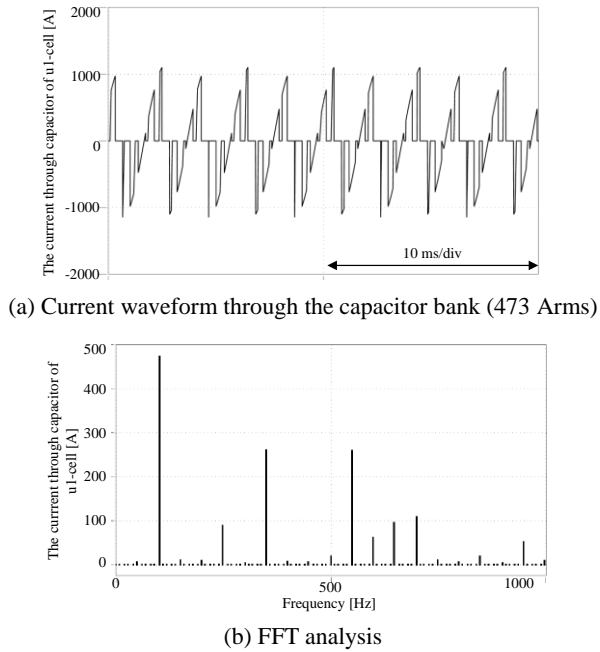 The currrent through capacitor of u1-cell [A]
2000
1000
0
-1000
-2000
10 ms/div
(a) Current waveform through the capacitor bank (473 Arms)
The currrent through capacitor of
u1-cell [A]
500
400
300
200
100
0
0
500
1000
Frequency [Hz]
(b) FFT analysis